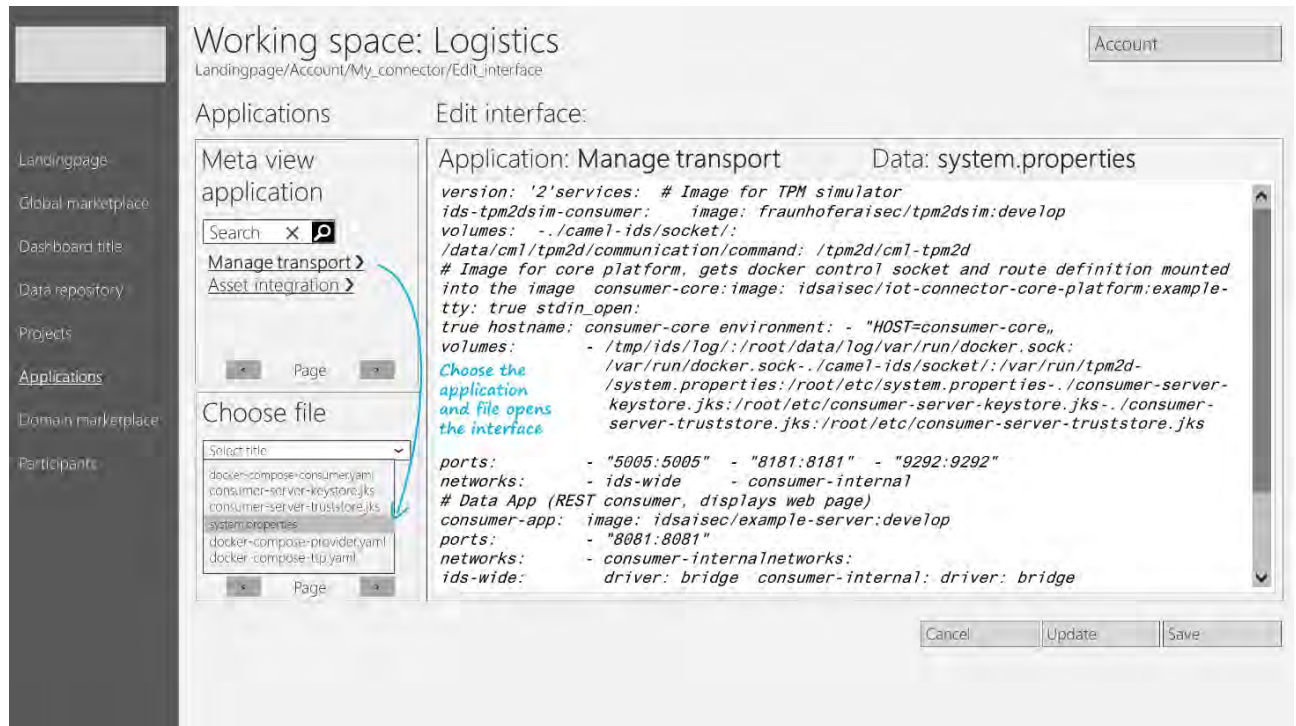 Working space: Logistics
Landingpage/Account/My_connector/Edit_interface
Account
Landingpage
Global marketplace
Dashboard title
Data repository
Projects
Applications
Domain marketplace
Participants
Applications
Meta view
application
Search
Manage transport
Asset integration
Page
Choose file
Select title
docker-compose-consumer.yaml
consumer-server-keystore.jks
consumer-server-truststore.jks
system.properties
docker-compose-provider.yaml
docker-compose-ttp.yaml
Page
Edit interface:
Application: Manage transport Data: system.properties
version: '2'services: # Image for TPM simulator
ids-tpm2dsim-consumer: image: fraunhoferaisec/tpm2dsim:develop
volumes: -./camel-ids/socket/:
/data/cml/tpm2d/communication/command: /tpm2d/cml-tpm2d
# Image for core platform, gets docker control socket and route definition mounted
into the image consumer-core:image: idsaisec/iot-connector-core-platform:example-
tty: true stdin_open:
true hostname: consumer-core environment: - "HOST=consumer-core„
volumes: - /tmp/ids/log/:/root/data/log/var/run/docker.sock:
/var/run/docker.sock-./camel-ids/socket/:/var/run/tpm2d-
/system.properties:/root/etc/system.properties-./consumer-server-
keystore.jks:/root/etc/consumer-server-keystore.jks-./consumer-
server-truststore.jks:/root/etc/consumer-server-truststore.jks
Choose the
application
and file opens
the interface
ports: - "5005:5005" - "8181:8181" - "9292:9292"
networks: - ids-wide - consumer-internal
# Data App (REST consumer, displays web page)
consumer-app: image: idsaisec/example-server:develop
ports: - "8081:8081"
networks: - consumer-internalnetworks:
ids-wide: driver: bridge consumer-internal: driver: bridge
Cancel
Update
Save